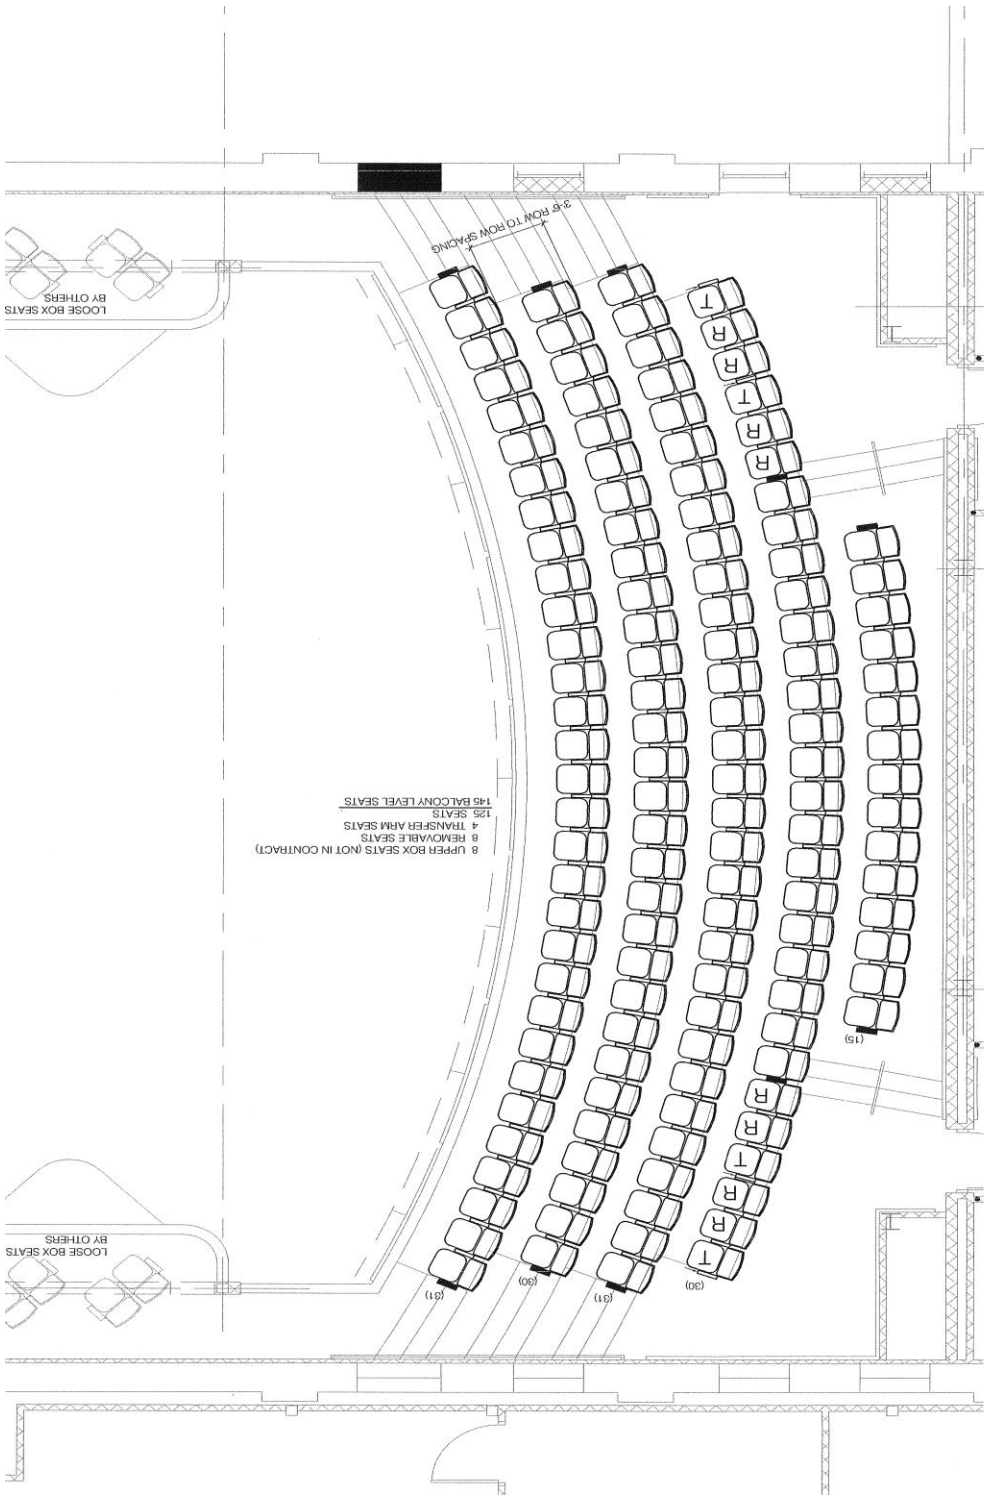 (30)
(31)
(30)
(31)
T
R
R
T
R
R
LOOSE BOX SEATS
BY OTHERS
(15)
8 UPPER BOX SEATS (NOT IN CONTRACT)
8 REMOVABLE SEATS
4 TRANSFER ARM SEATS
125 SEATS
145 BALCONY LEVEL SEATS
R
R
T
R
R
T
LOOSE BOX SEATS
BY OTHERS
3'-6" ROW TO ROW SPACING